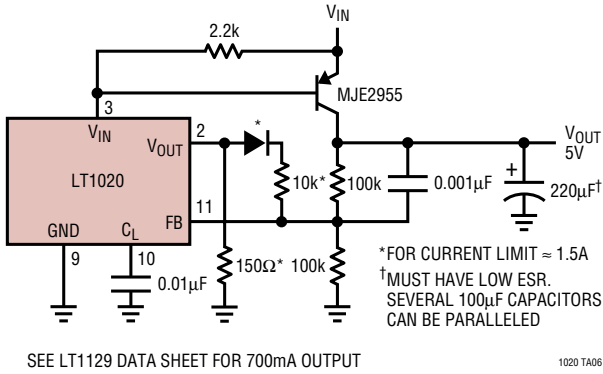 V_IN
2.2k
MJE2955
3
V_IN
2
V_OUT
*
V_OUT
5V
LT1020
10k*
100k
0.001µF
+
220µF†
11
FB
GND
C_L
9
10
0.01µF
150Ω*
100k
*FOR CURRENT LIMIT ≈ 1.5A
†MUST HAVE LOW ESR.
SEVERAL 100µF CAPACITORS
CAN BE PARALLELED
SEE LT1129 DATA SHEET FOR 700mA OUTPUT
1020 TA06